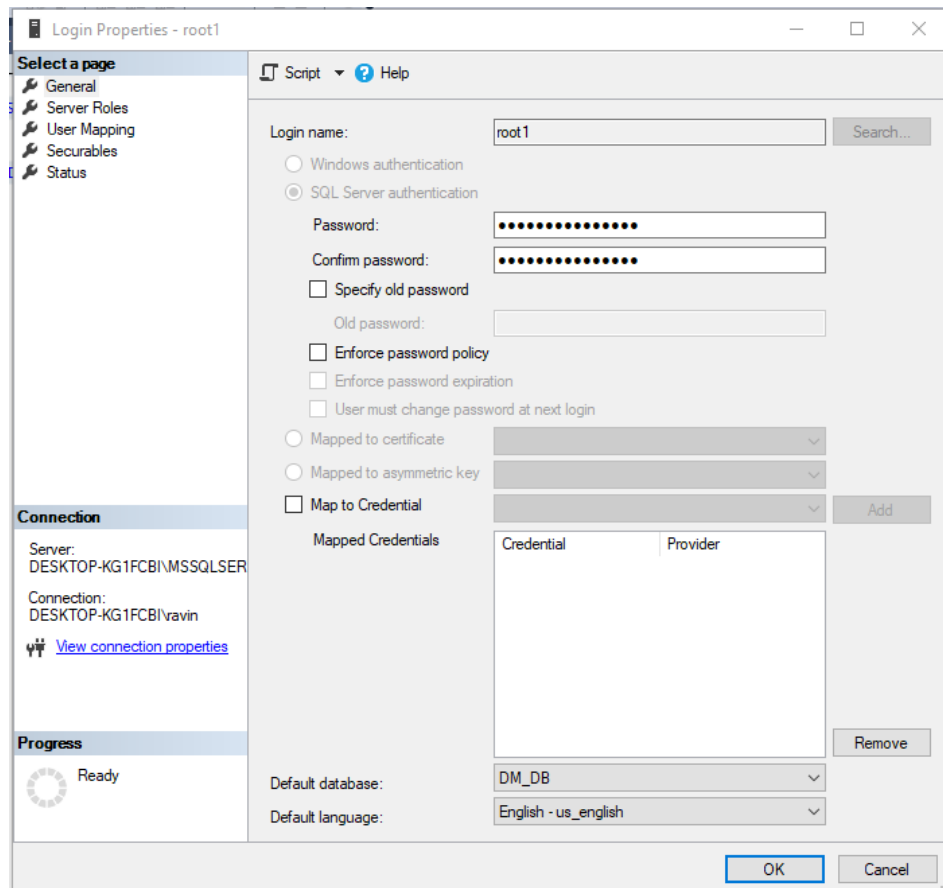 Login Properties - root1
Select a page
General
Server Roles
User Mapping
Securables
Status
Connection
Server:
DESKTOP-KG1FCBI\MSSQLSER
Connection:
DESKTOP-KG1FCBI\ravin
View connection properties
Progress
Ready
Script
Help
Login name:
root1
Search...
Windows authentication
SQL Server authentication
Password:
●●●●●●●●●●●●●●●
Confirm password:
●●●●●●●●●●●●●●●
Specify old password
Old password:
Enforce password policy
Enforce password expiration
User must change password at next login
Mapped to certificate
Mapped to asymmetric key
Map to Credential
Add
Mapped Credentials
Credential Provider
Remove
Default database:
DM_DB
Default language:
English - us_english
OK
Cancel